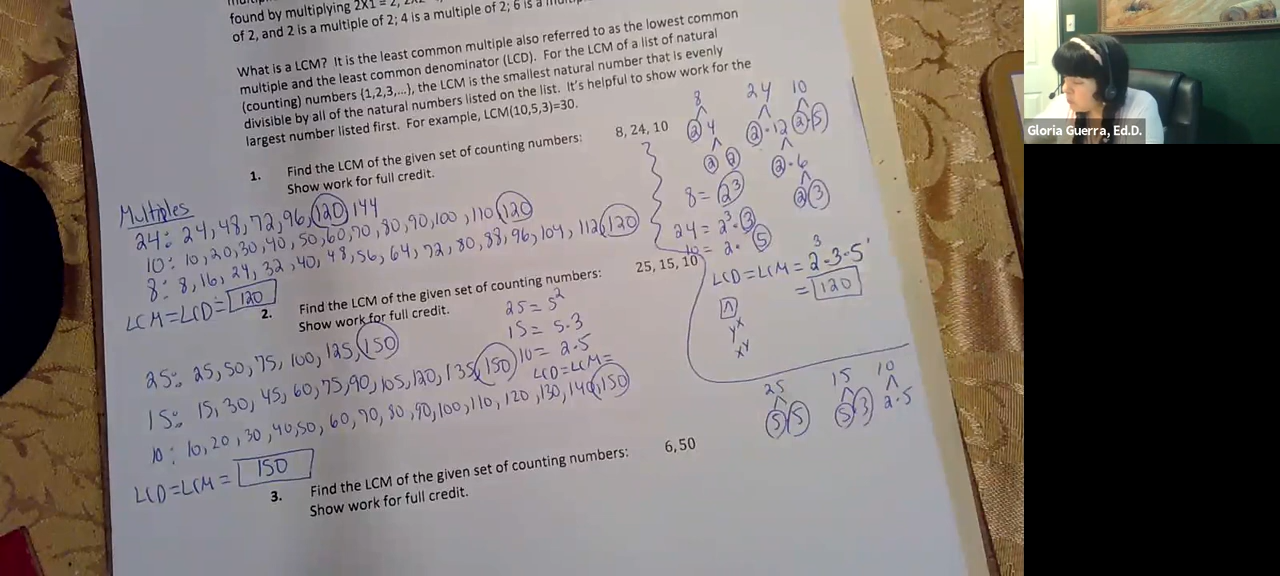 found by multiplying 2X1 = 2, 2X2
of 2, and 2 is a multiple of 2; 4 is a multiple of 2; 6 is a
What is a LCM? It is the least common multiple also referred to as the lowest common
multiple and the least common denominator (LCD). For the LCM of a list of natural
(counting) numbers {1,2,3,...}, the LCM is the smallest natural number that is evenly
divisible by all of the natural numbers listed on the list. It's helpful to show work for the
largest number listed first. For example, LCM(10,5,3)=30.
1. Find the LCM of the given set of counting numbers: 8, 24, 10
Show work for full credit.
Multiples
24: 24, 48, 72, 96, 120, 144
10: 10, 20, 30, 40, 50, 60, 70, 80, 90, 100, 110, 120
8: 8, 16, 24, 32, 40, 48, 56, 64, 72, 80, 88, 96, 104, 112, 120
LCM = LCD = 120
8 24 10
2 4 2·12 2·5
2 2 2·6
2 3
8 = 2³
24 = 2³·3
10 = 2·5
LCD = LCM = 2³·3·5¹
= 120
^
yˣ
xʸ
2. Find the LCM of the given set of counting numbers: 25, 15, 10
Show work for full credit.
25: 25, 50, 75, 100, 125, 150
15: 15, 30, 45, 60, 75, 90, 105, 120, 135, 150
10: 10, 20, 30, 40, 50, 60, 70, 80, 90, 100, 110, 120, 130, 140, 150
LCD = LCM = 150
25 = 5²
15 = 5·3
10 = 2·5
LCD = LCM =
25 15 10
5 5 5 3 2·5
3. Find the LCM of the given set of counting numbers: 6, 50
Show work for full credit.
Gloria Guerra, Ed.D.